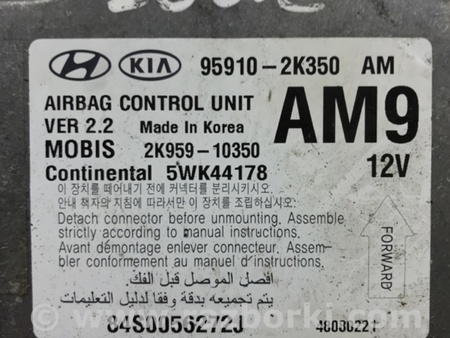 KIA 95910-2K350 AM
AIRBAG CONTROL UNIT AM9
VER 2.2 Made In Korea
MOBIS 2K959-10350
Continental 5WK44178 12V
이 장치를 떼어내기 전에 커넥터를 분리시키시오.
안내 책자의 지침에 따라서만 이 장치를 조립하십시오.
Detach connector before unmounting. Assemble
strictly according to manual instructions.
Avant démontage enlever connecteur. Assem-
bler conformement au manuel d'instructions.
FORWARD
افصل الموصل قبل الفك.
يتم تجميعه بدقة وفقا لدليل التعليمات